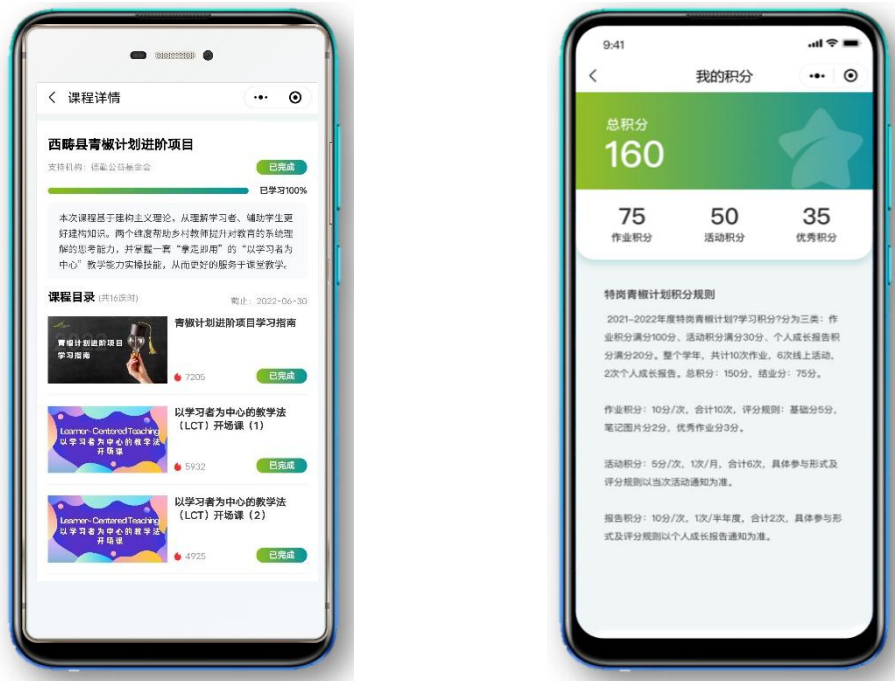 课程详情
西畴县青椒计划进阶项目
支持机构：德勤公益基金会
已完成
已学习100%
本次课程基于建构主义理论，从理解学习者、辅助学生更
好建构知识。两个维度帮助乡村教师提升对教育的系统理
解的思考能力，并掌握一套“拿走即用”的“以学习者为
中心”教学能力实操技能，从而更好的服务于课堂教学。
课程目录 (共16课时)
截止：2022-06-30
青椒计划进阶项目
学习指南
青椒计划进阶项目学习指南
7205
已完成
Learner-Centered Teaching
以学习者为中心的教学法
开场课
以学习者为中心的教学法
（LCT）开场课（1）
5932
已完成
Learner-Centered Teaching
以学习者为中心的教学法
开场课
以学习者为中心的教学法
（LCT）开场课（2）
4925
已完成
9:41
我的积分
总积分
160
75
50
35
作业积分
活动积分
优秀积分
特岗青椒计划积分规则
2021-2022年度特岗青椒计划?学习积分?分为三类：作
业积分满分100分、活动积分满分30分、个人成长报告积
分满分20分。整个学年，共计10次作业，6次线上活动，
2次个人成长报告。总积分：150分，结业分：75分。
作业积分：10分/次，合计10次，评分规则：基础分5分，
笔记图片分2分，优秀作业分3分。
活动积分：5分/次，1次/月，合计6次，具体参与形式及
评分规则以当次活动通知为准。
报告积分：10分/次，1次/半年度，合计2次，具体参与形
式及评分规则以个人成长报告通知为准。